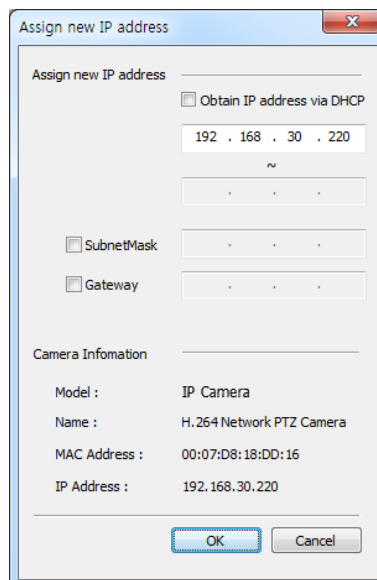 Assign new IP address
Assign new IP address
Obtain IP address via DHCP
192 . 168 . 30 . 220
~
. . .
SubnetMask . . .
Gateway . . .
Camera Infomation
Model : IP Camera
Name : H.264 Network PTZ Camera
MAC Address : 00:07:D8:18:DD:16
IP Address : 192.168.30.220
OK Cancel